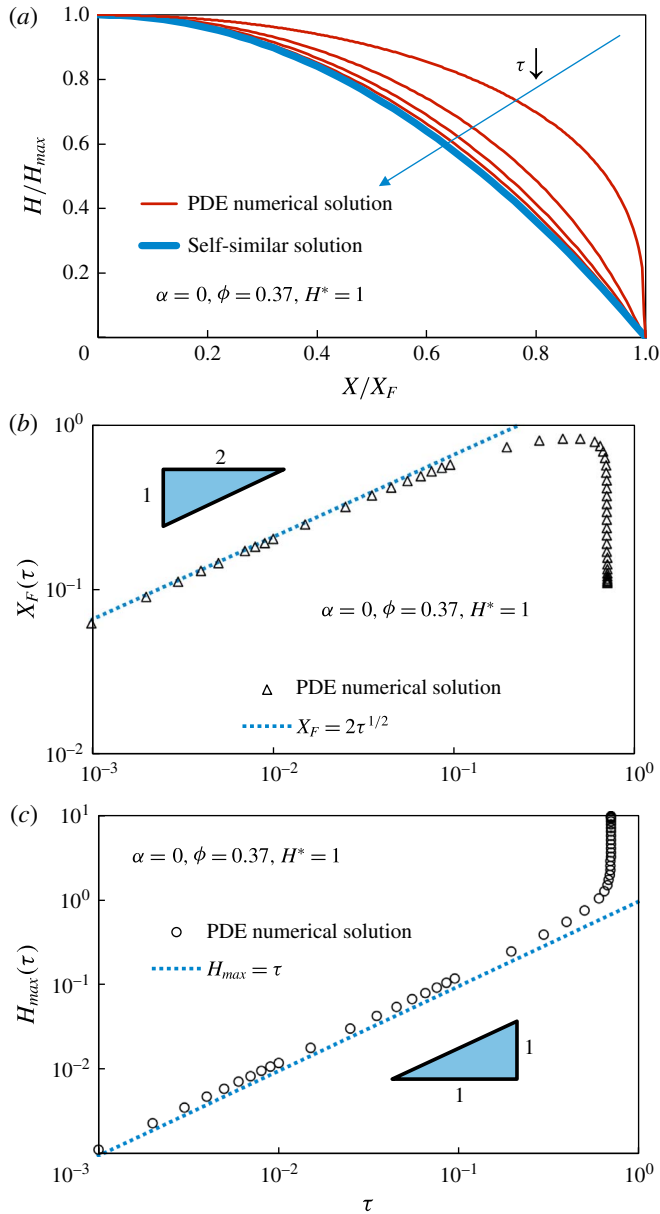 (a)
1.0
0.8
0.6
0.4
0.2
H/H_max
τ
PDE numerical solution
Self-similar solution
α = 0, ϕ = 0.37, H* = 1
0 0.2 0.4 0.6 0.8 1.0
X/X_F
(b)
10^0
10^-1
10^-2
X_F(τ)
2
1
α = 0, ϕ = 0.37, H* = 1
PDE numerical solution
X_F = 2τ^1/2
10^-3 10^-2 10^-1 10^0
(c)
10^1
10^0
10^-1
10^-2
H_max(τ)
α = 0, ϕ = 0.37, H* = 1
PDE numerical solution
H_max = τ
1
1
10^-3 10^-2 10^-1 10^0
τ